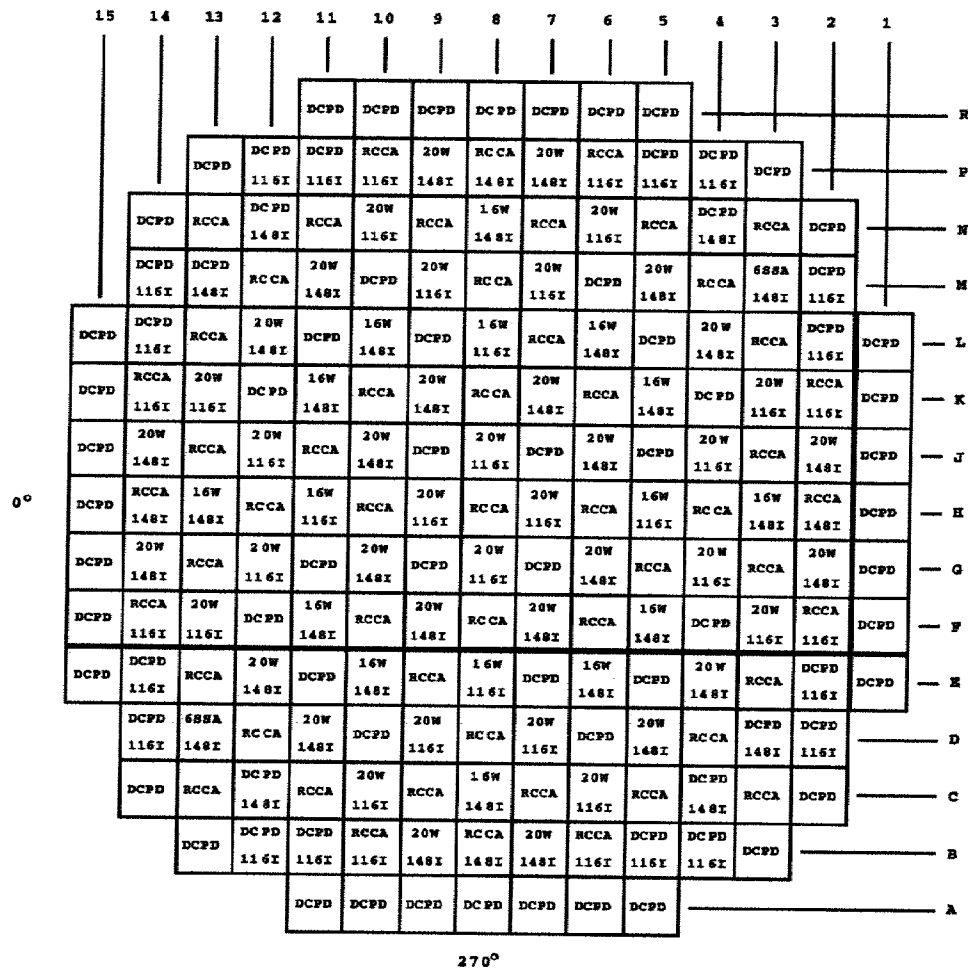 15 14 13 12 11 10 9 8 7 6 5 4 3 2 1
DCPD DCPD DCPD DCPD DCPD DCPD DCPD R
DCPD DCPD DCPD RCCA 20W RCCA 20W RCCA DCPD DCPD DCPD P
116I 116I 116I 148I 148I 148I 116I 116I 116I
DCPD RCCA DCPD RCCA 20W RCCA 16W RCCA 20W RCCA DCPD RCCA DCPD N
148I 116I 148I 116I 148I
DCPD DCPD RCCA 20W DCPD 20W RCCA 20W DCPD 20W RCCA 6SSA DCPD M
116I 148I 148I 116I 116I 148I 148I 116I
DCPD DCPD RCCA 20W DCPD 16W DCPD 16W RCCA 16W DCPD 20W RCCA DCPD DCPD L
116I 148I 148I 116I 148I 148I 116I
DCPD RCCA 20W DCPD 16W RCCA 20W RCCA 20W RCCA 16W DCPD 20W RCCA DCPD K
116I 116I 148I 148I 148I 148I 116I 116I
DCPD 20W RCCA 20W RCCA 20W DCPD 20W DCPD 20W DCPD 20W RCCA 20W DCPD J
148I 116I 148I 116I 148I 116I 148I
0° DCPD RCCA 16W RCCA 16W RCCA 20W RCCA 20W RCCA 16W RCCA 16W RCCA DCPD H
148I 148I 116I 116I 116I 116I 148I 148I
DCPD 20W RCCA 20W DCPD 20W DCPD 20W DCPD 20W RCCA 20W RCCA 20W DCPD G
148I 116I 148I 116I 148I 116I 148I
DCPD RCCA 20W DCPD 16W RCCA 20W RCCA 20W RCCA 16W DCPD 20W RCCA DCPD F
116I 116I 148I 148I 148I 148I 116I 116I
DCPD DCPD RCCA 20W DCPD 16W RCCA 16W DCPD 16W DCPD 20W RCCA DCPD DCPD E
116I 148I 148I 116I 148I 148I 116I
DCPD 6SSA RCCA 20W DCPD 20W RCCA 20W DCPD 20W RCCA DCPD DCPD D
116I 148I 148I 116I 116I 148I 148I 116I
DCPD RCCA DCPD RCCA 20W RCCA 16W RCCA 20W RCCA DCPD RCCA DCPD C
148I 116I 148I 116I 148I
DCPD DCPD DCPD RCCA 20W RCCA 20W RCCA DCPD DCPD DCPD B
116I 116I 116I 148I 148I 148I 116I 116I 116I
DCPD DCPD DCPD DCPD DCPD DCPD DCPD A
270°